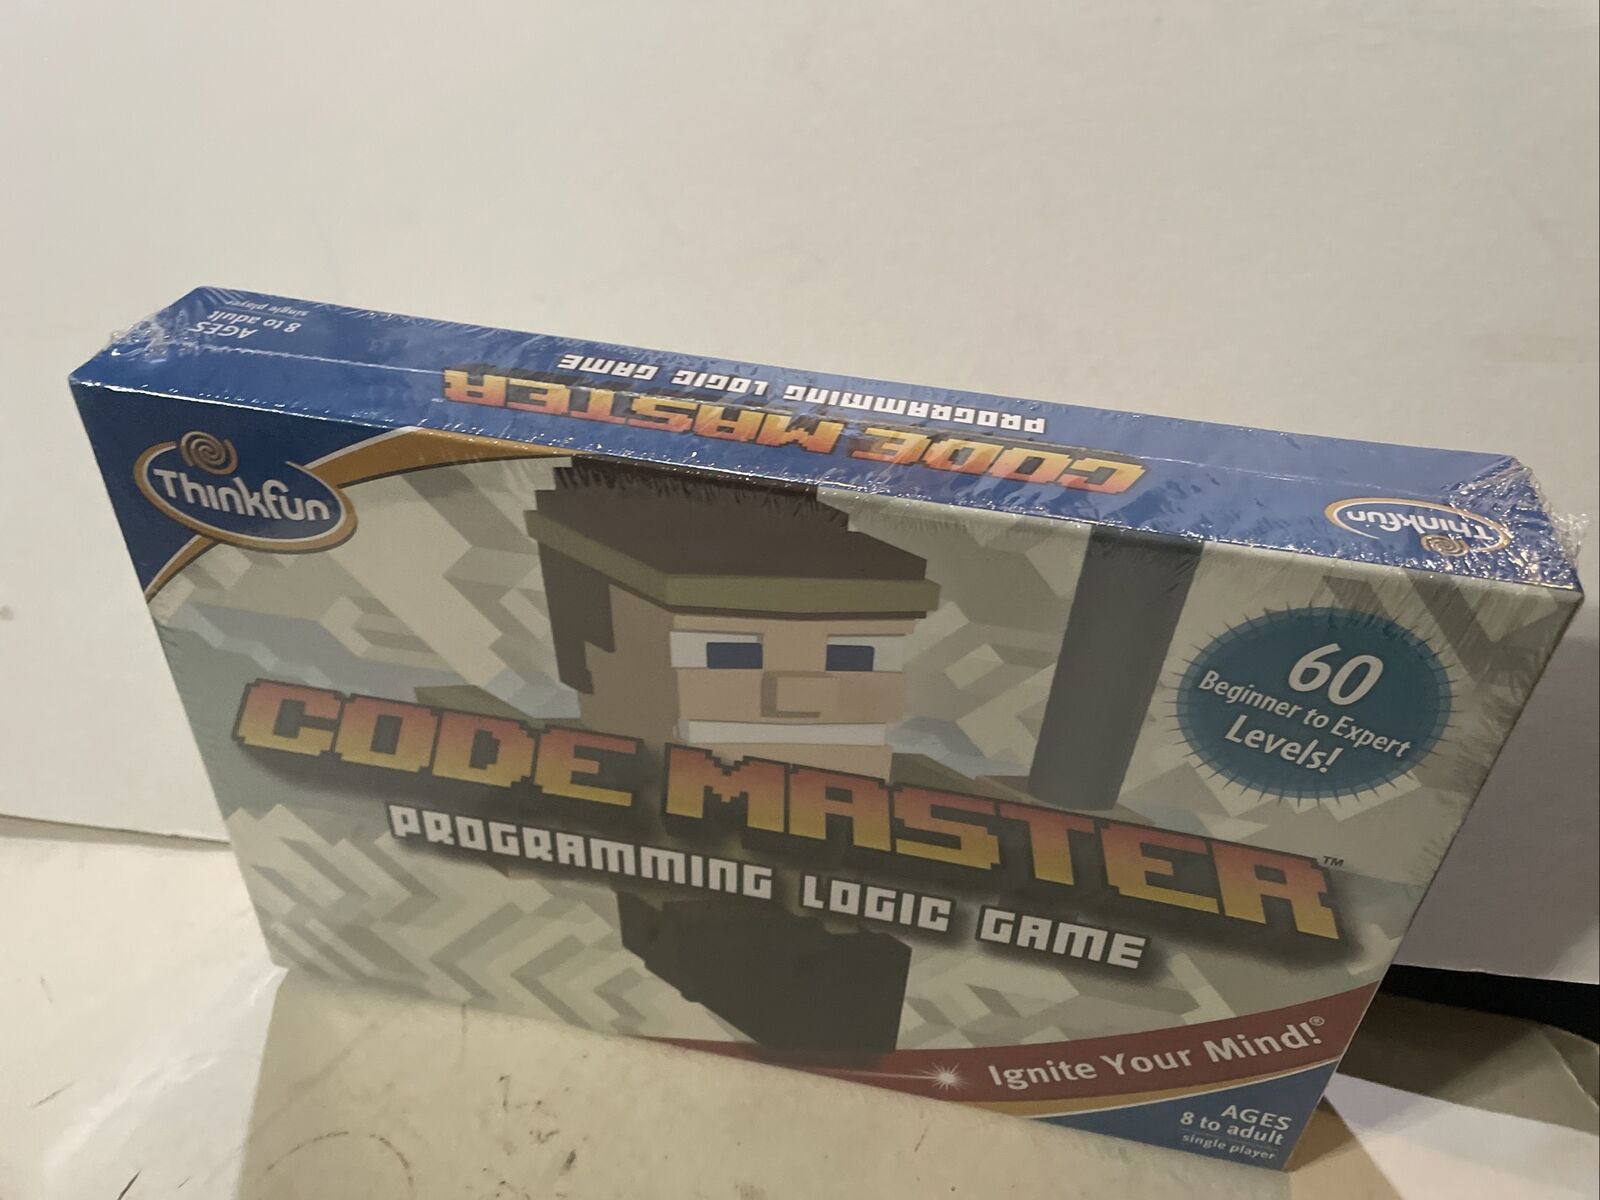 AGES
8 to adult
single player
CODE MASTER
PROGRAMMING LOGIC GAME
Thinkfun
Thinkfun
60
Beginner to Expert
Levels!
CODE MASTER™
PROGRAMMING LOGIC GAME
Ignite Your Mind!®
AGES
8 to adult
single player